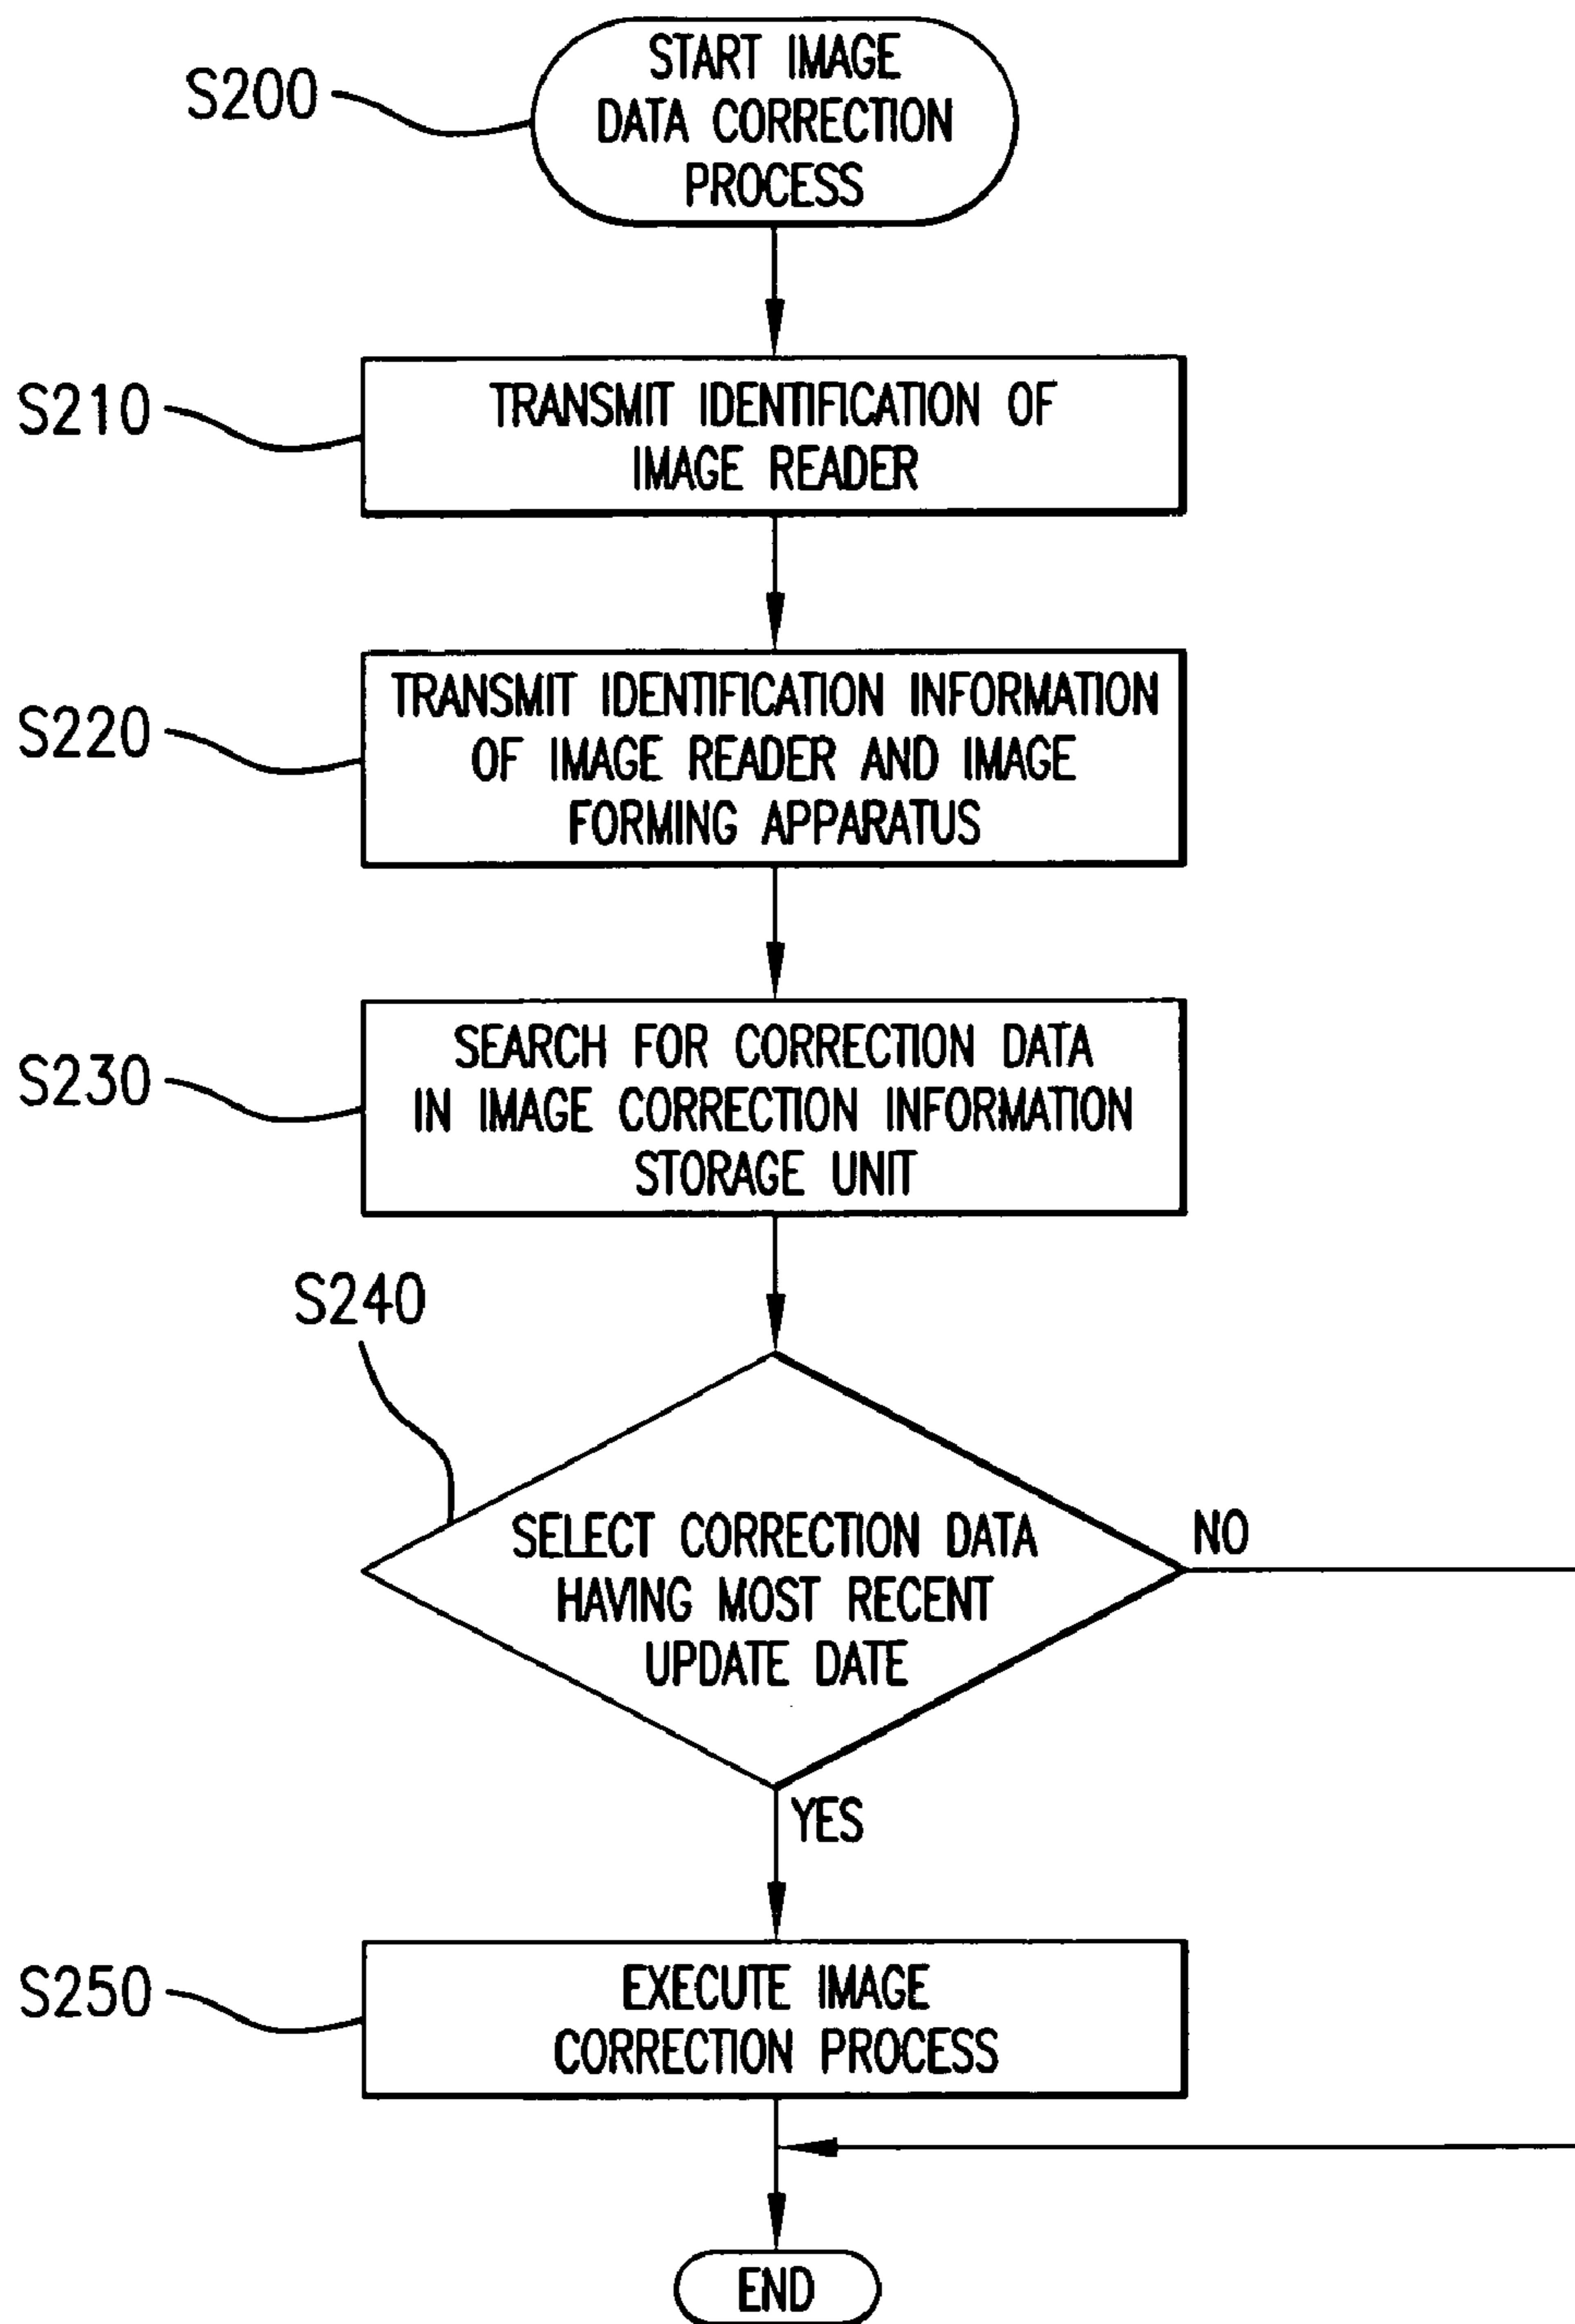 S200
START IMAGE
DATA CORRECTION
PROCESS
S210
TRANSMIT IDENTIFICATION OF
IMAGE READER
S220
TRANSMIT IDENTIFICATION INFORMATION
OF IMAGE READER AND IMAGE
FORMING APPARATUS
S230
SEARCH FOR CORRECTION DATA
IN IMAGE CORRECTION INFORMATION
STORAGE UNIT
S240
SELECT CORRECTION DATA
HAVING MOST RECENT
UPDATE DATE
NO
YES
S250
EXECUTE IMAGE
CORRECTION PROCESS
END